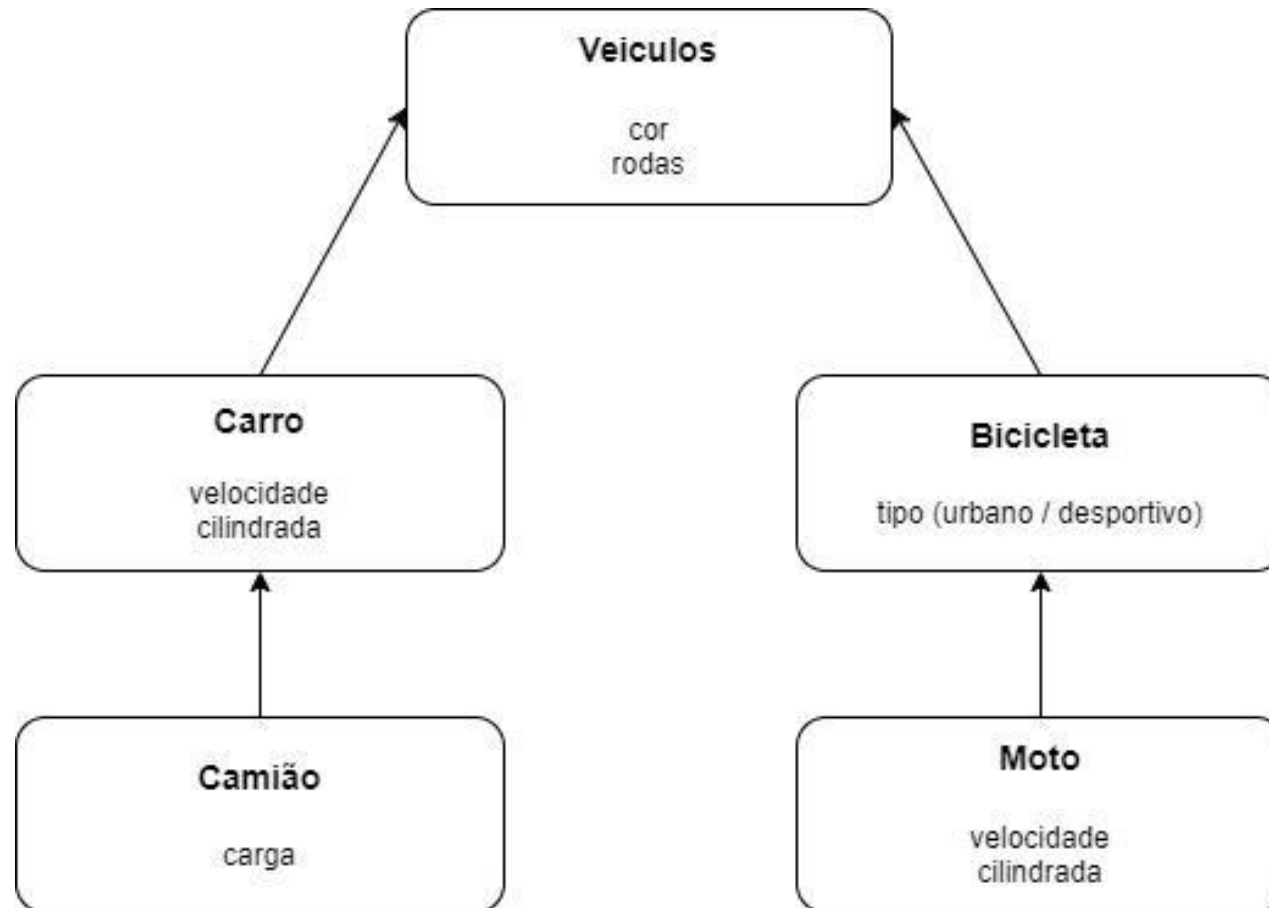 Veiculos
cor
rodas
Carro
velocidade
cilindrada
Bicicleta
tipo (urbano / desportivo)
Camião
carga
Moto
velocidade
cilindrada